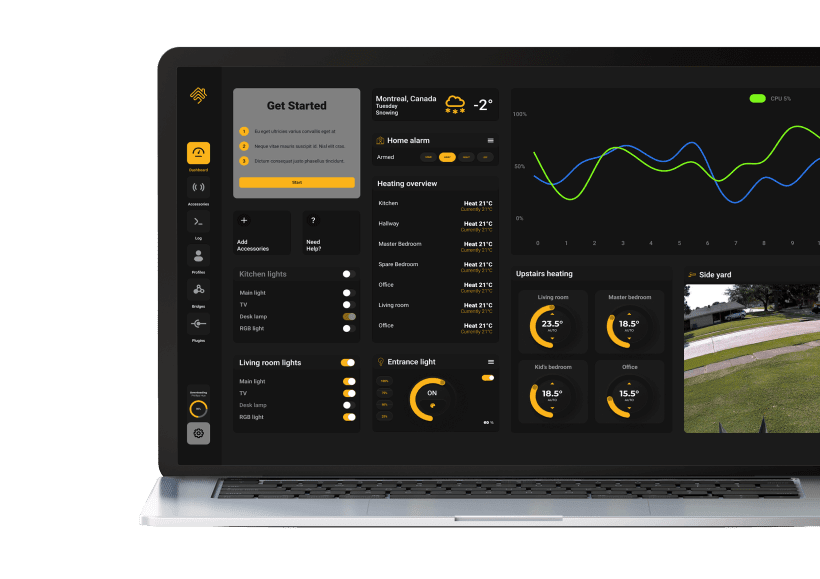 Get Started
1
Eu eget ultricies varius convallis eget ut
2
Neque vitae mauris suscipit id. Nisl elit cras.
3
Dictum consequat justo phasellus tincidunt
Start
Montreal, Canada
Tuesday
Snowing
-2°
Home alarm
Armed
Heating overview
Kitchen
Heat 21°C
Currently 21°C
Hallway
Heat 21°C
Currently 21°C
Master Bedroom
Heat 21°C
Currently 21°C
Spare Bedroom
Heat 21°C
Currently 21°C
Office
Heat 21°C
Currently 21°C
Living room
Heat 21°C
Currently 21°C
Office
Heat 21°C
Currently 21°C
CPU 5%
100%
50%
0%
0 1 2 3 4 5 6 7 8 9
Dashboard
Accessories
Log
Profiles
Bridges
Plugins
+
Add
Accessories
?
Need
Help?
Kitchen lights
Main light
TV
Desk lamp
RGB light
Living room lights
Main light
TV
Desk lamp
RGB light
Entrance light
ON
Upstairs heating
Living room
23.5°
AUTO
Master bedroom
18.5°
AUTO
Kid's bedroom
18.5°
AUTO
Office
15.5°
AUTO
Side yard